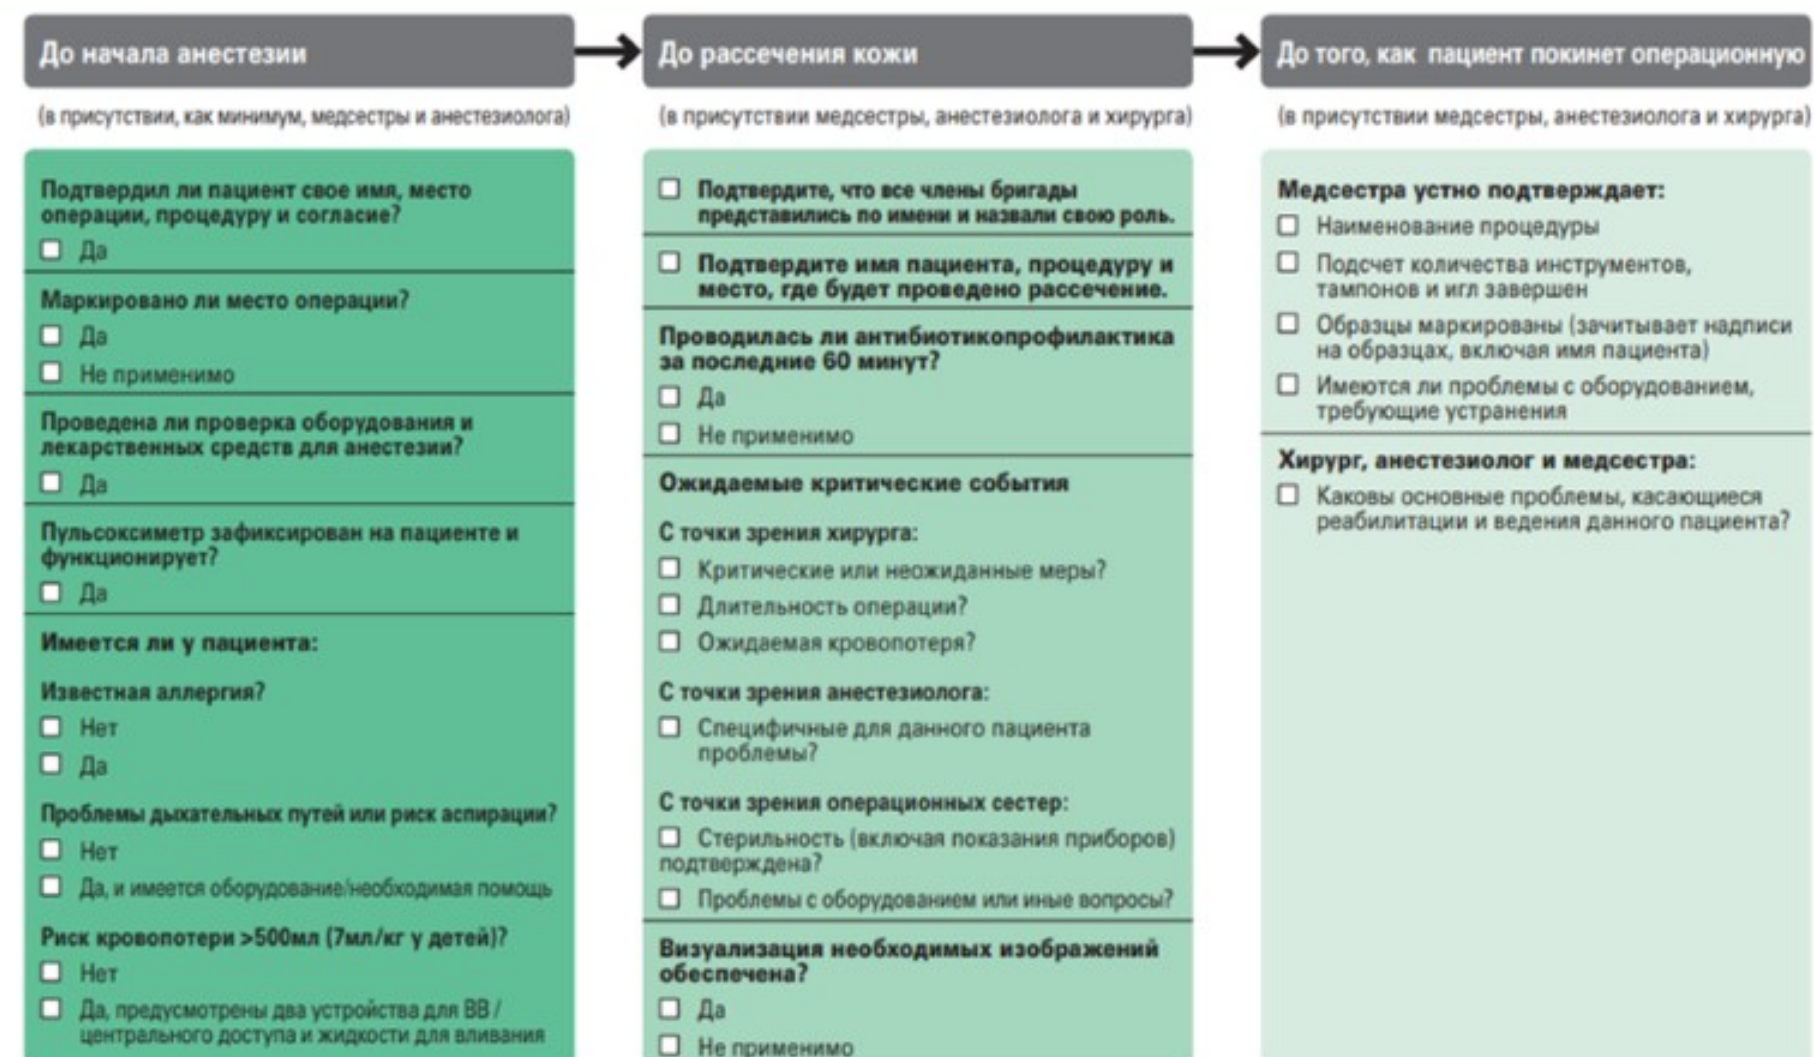 До начала анестезии
(в присутствии, как минимум, медсестры и анестезиолога)
Подтвердил ли пациент свое имя, место
операции, процедуру и согласие?
Да
Маркировано ли место операции?
Да
Не применимо
Проведена ли проверка оборудования и
лекарственных средств для анестезии?
Да
Пульсоксиметр зафиксирован на пациенте и
функционирует?
Да
Имеется ли у пациента:
Известная аллергия?
Нет
Да
Проблемы дыхательных путей или риск аспирации?
Нет
Да, и имеется оборудование/необходимая помощь
Риск кровопотери >500мл (7мл/кг у детей)?
Нет
Да, предусмотрены два устройства для ВВ /
центрального доступа и жидкости для вливания
До рассечения кожи
(в присутствии медсестры, анестезиолога и хирурга)
Подтвердите, что все члены бригады
представились по имени и назвали свою роль.
Подтвердите имя пациента, процедуру и
место, где будет проведено рассечение.
Проводилась ли антибиотикопрофилактика
за последние 60 минут?
Да
Не применимо
Ожидаемые критические события
С точки зрения хирурга:
Критические или неожиданные меры?
Длительность операции?
Ожидаемая кровопотеря?
С точки зрения анестезиолога:
Специфичные для данного пациента
проблемы?
С точки зрения операционных сестер:
Стерильность (включая показания приборов)
подтверждена?
Проблемы с оборудованием или иные вопросы?
Визуализация необходимых изображений
обеспечена?
Да
Не применимо
До того, как пациент покинет операционную
(в присутствии медсестры, анестезиолога и хирурга)
Медсестра устно подтверждает:
Наименование процедуры
Подсчет количества инструментов,
тампонов и игл завершен
Образцы маркированы (зачитывает надписи
на образцах, включая имя пациента)
Имеются ли проблемы с оборудованием,
требующие устранения
Хирург, анестезиолог и медсестра:
Каковы основные проблемы, касающиеся
реабилитации и ведения данного пациента?